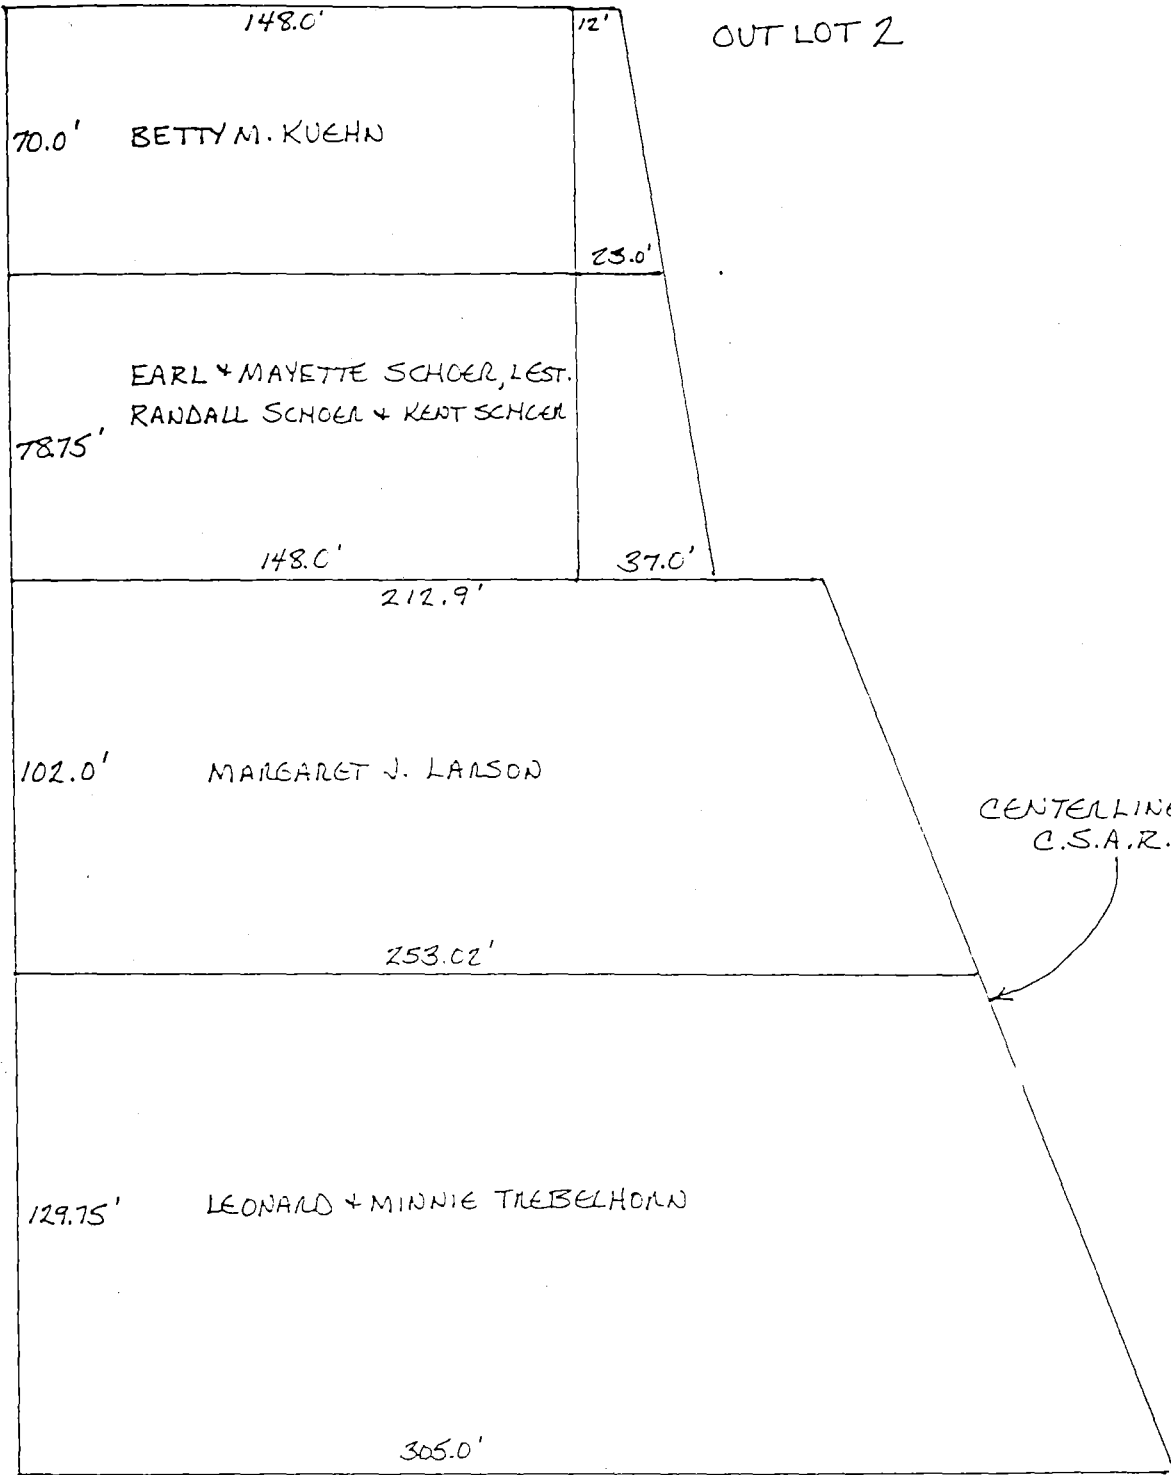 148.0'
12'
OUT LOT 2
70.0'
BETTY M. KUEHN
23.0'
EARL & MAYETTE SCHOER, L EST.
RANDALL SCHOER & KENT SCHOER
78.75'
148.0'
37.0'
212.9'
102.0'
MARGARET J. LARSON
CENTERLINE
C.S.A.R.
253.02'
129.75'
LEONARD & MINNIE TREBELHORN
305.0'